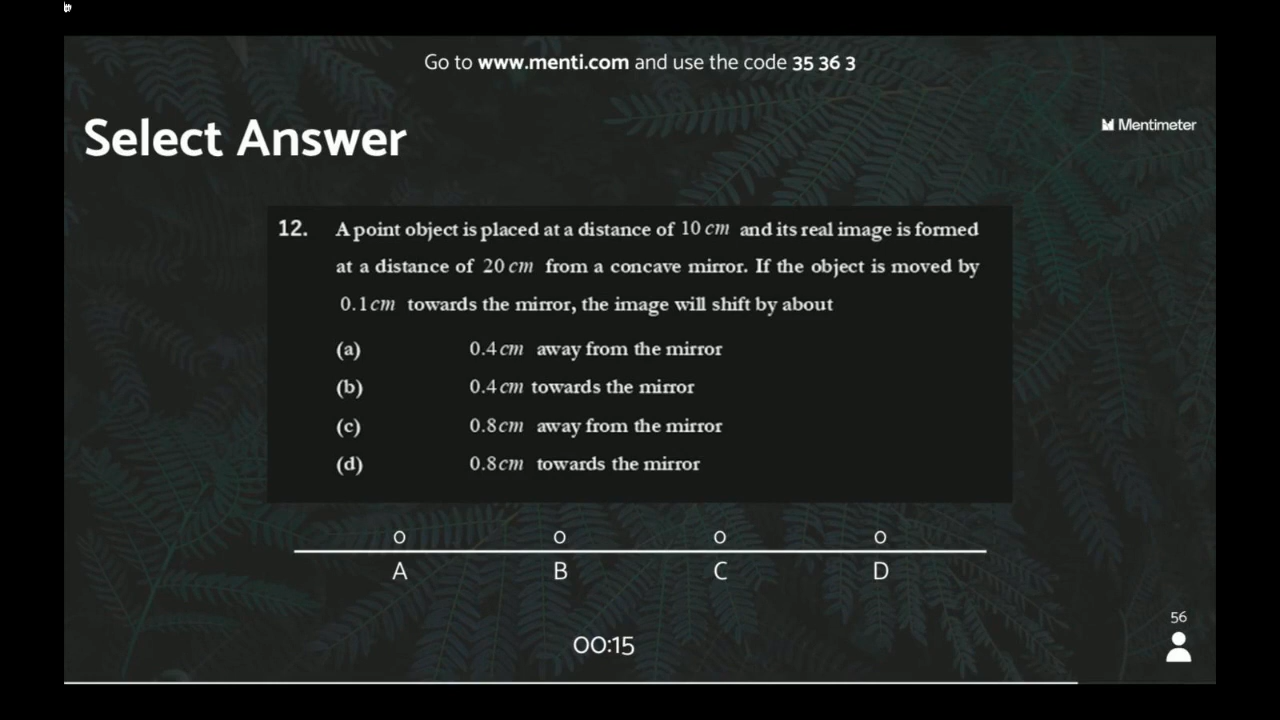 Go to www.menti.com and use the code 35 36 3
Select Answer
Mentimeter
12. A point object is placed at a distance of 10 cm and its real image is formed
at a distance of 20 cm from a concave mirror. If the object is moved by
0.1 cm towards the mirror, the image will shift by about
(a) 0.4 cm away from the mirror
(b) 0.4 cm towards the mirror
(c) 0.8 cm away from the mirror
(d) 0.8 cm towards the mirror
0 0 0 0
A B C D
56
00:15